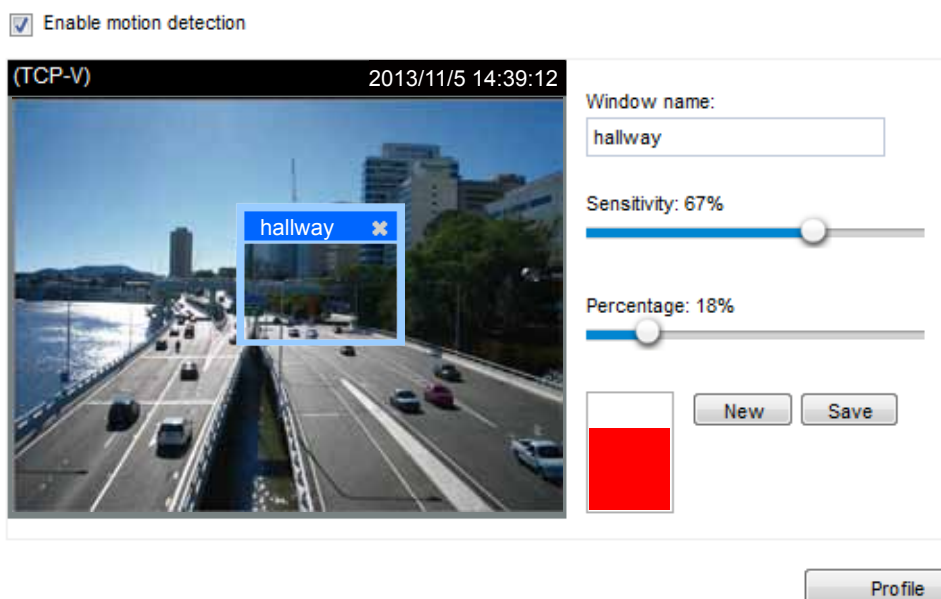 Enable motion detection
(TCP-V) 2013/11/5 14:39:12
Window name:
hallway
hallway
Sensitivity: 67%
Percentage: 18%
New Save
Profile